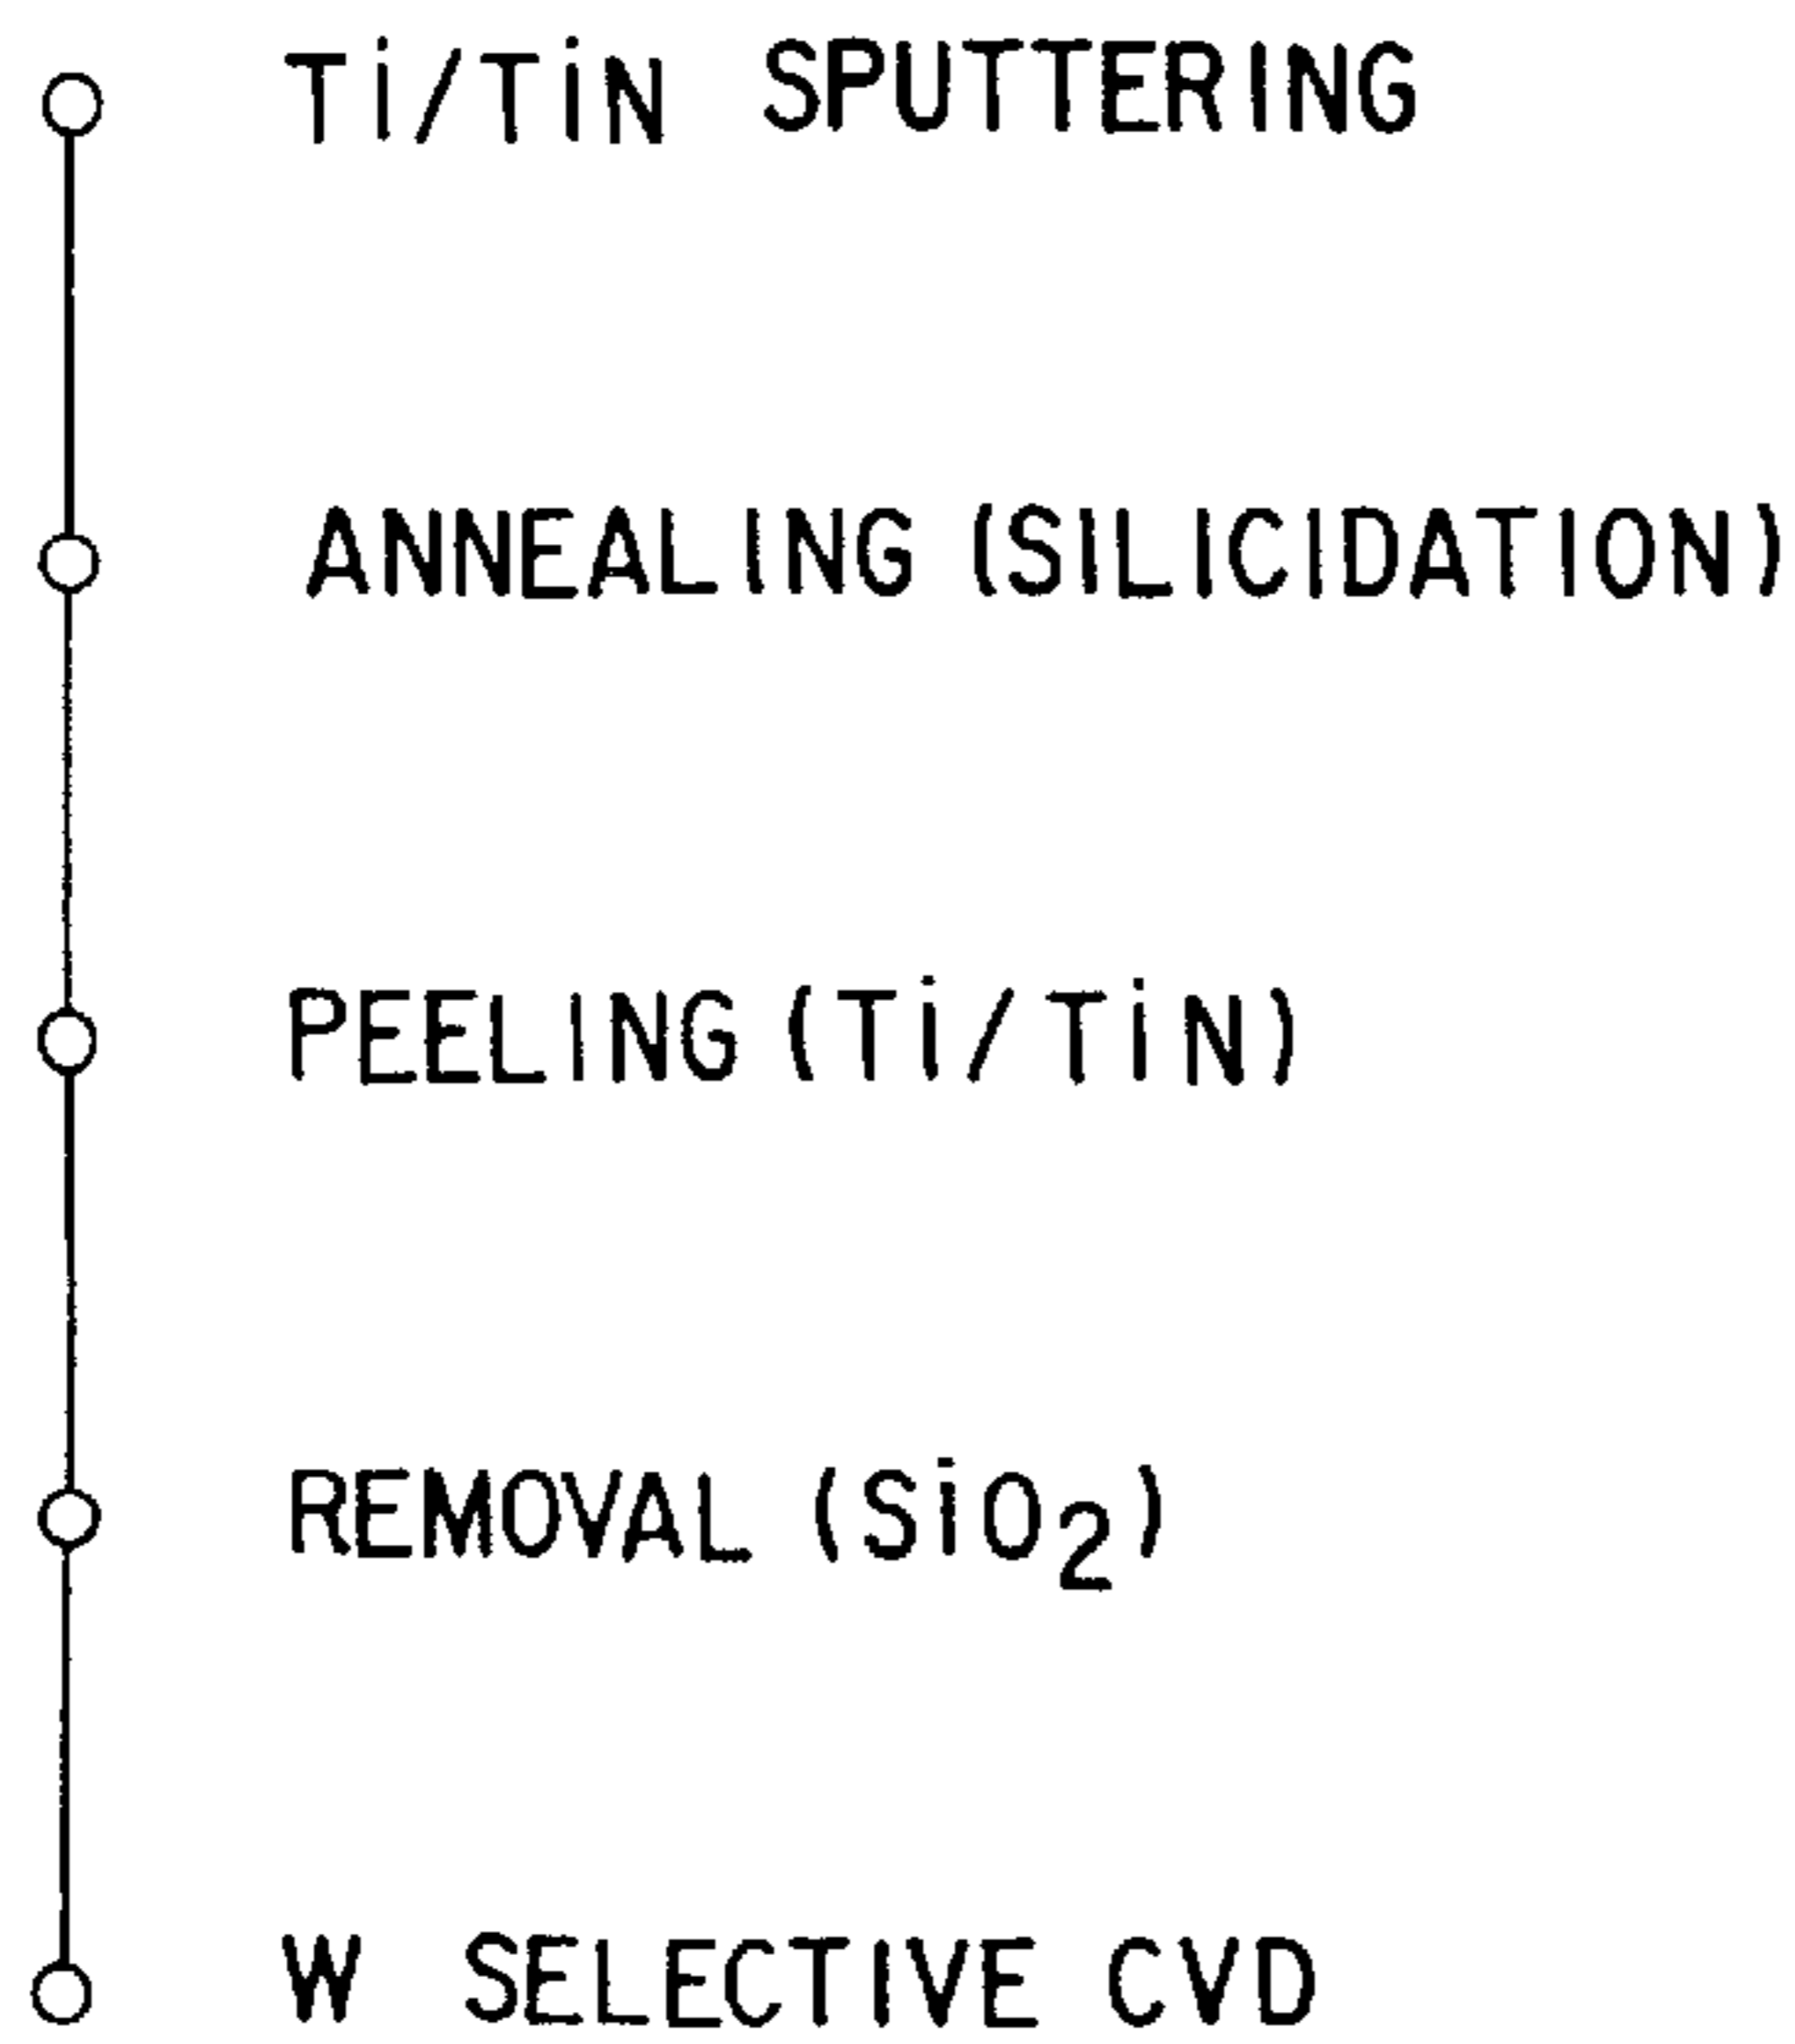 Ti/TiN SPUTTERING
ANNEALING (SILICIDATION)
PEELING (Ti/TiN)
REMOVAL (SiO₂)
W SELECTIVE CVD